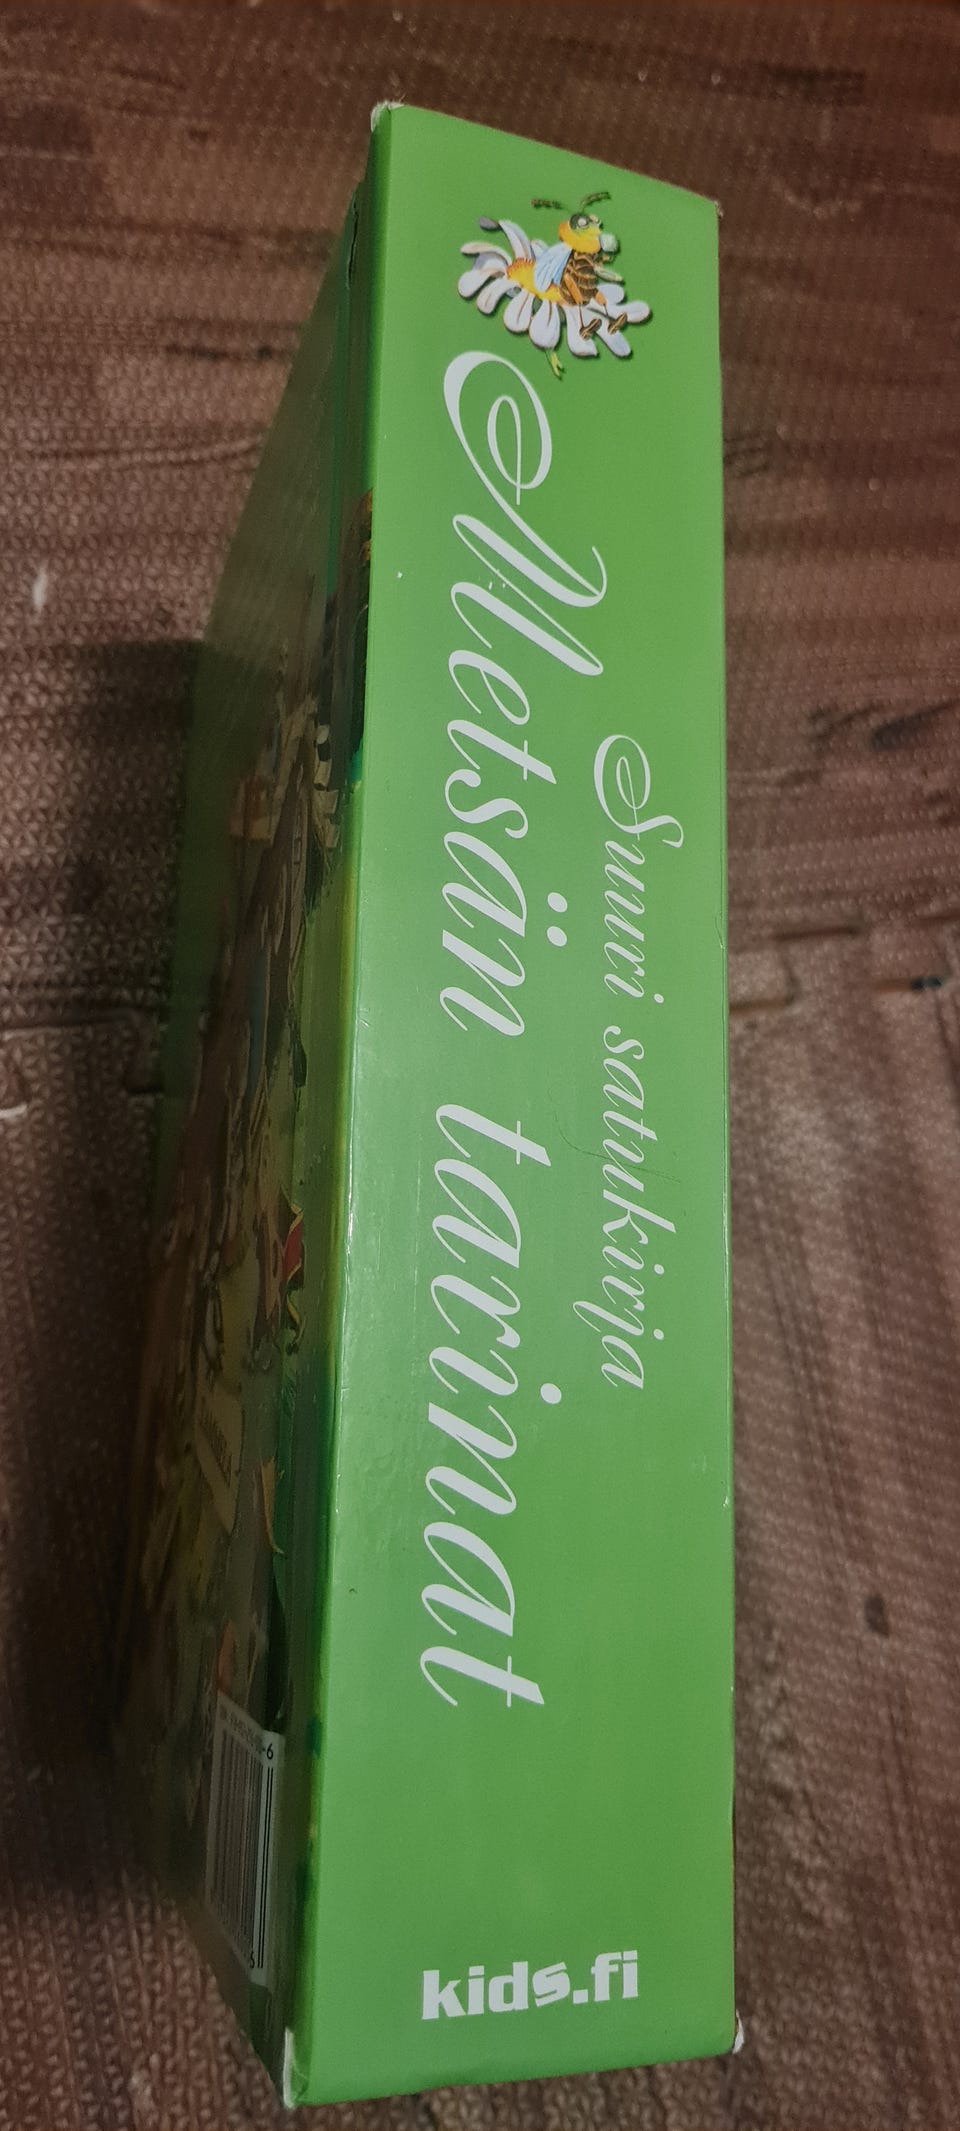 Suuri satukirja
Metsän tarinat
kids.fi